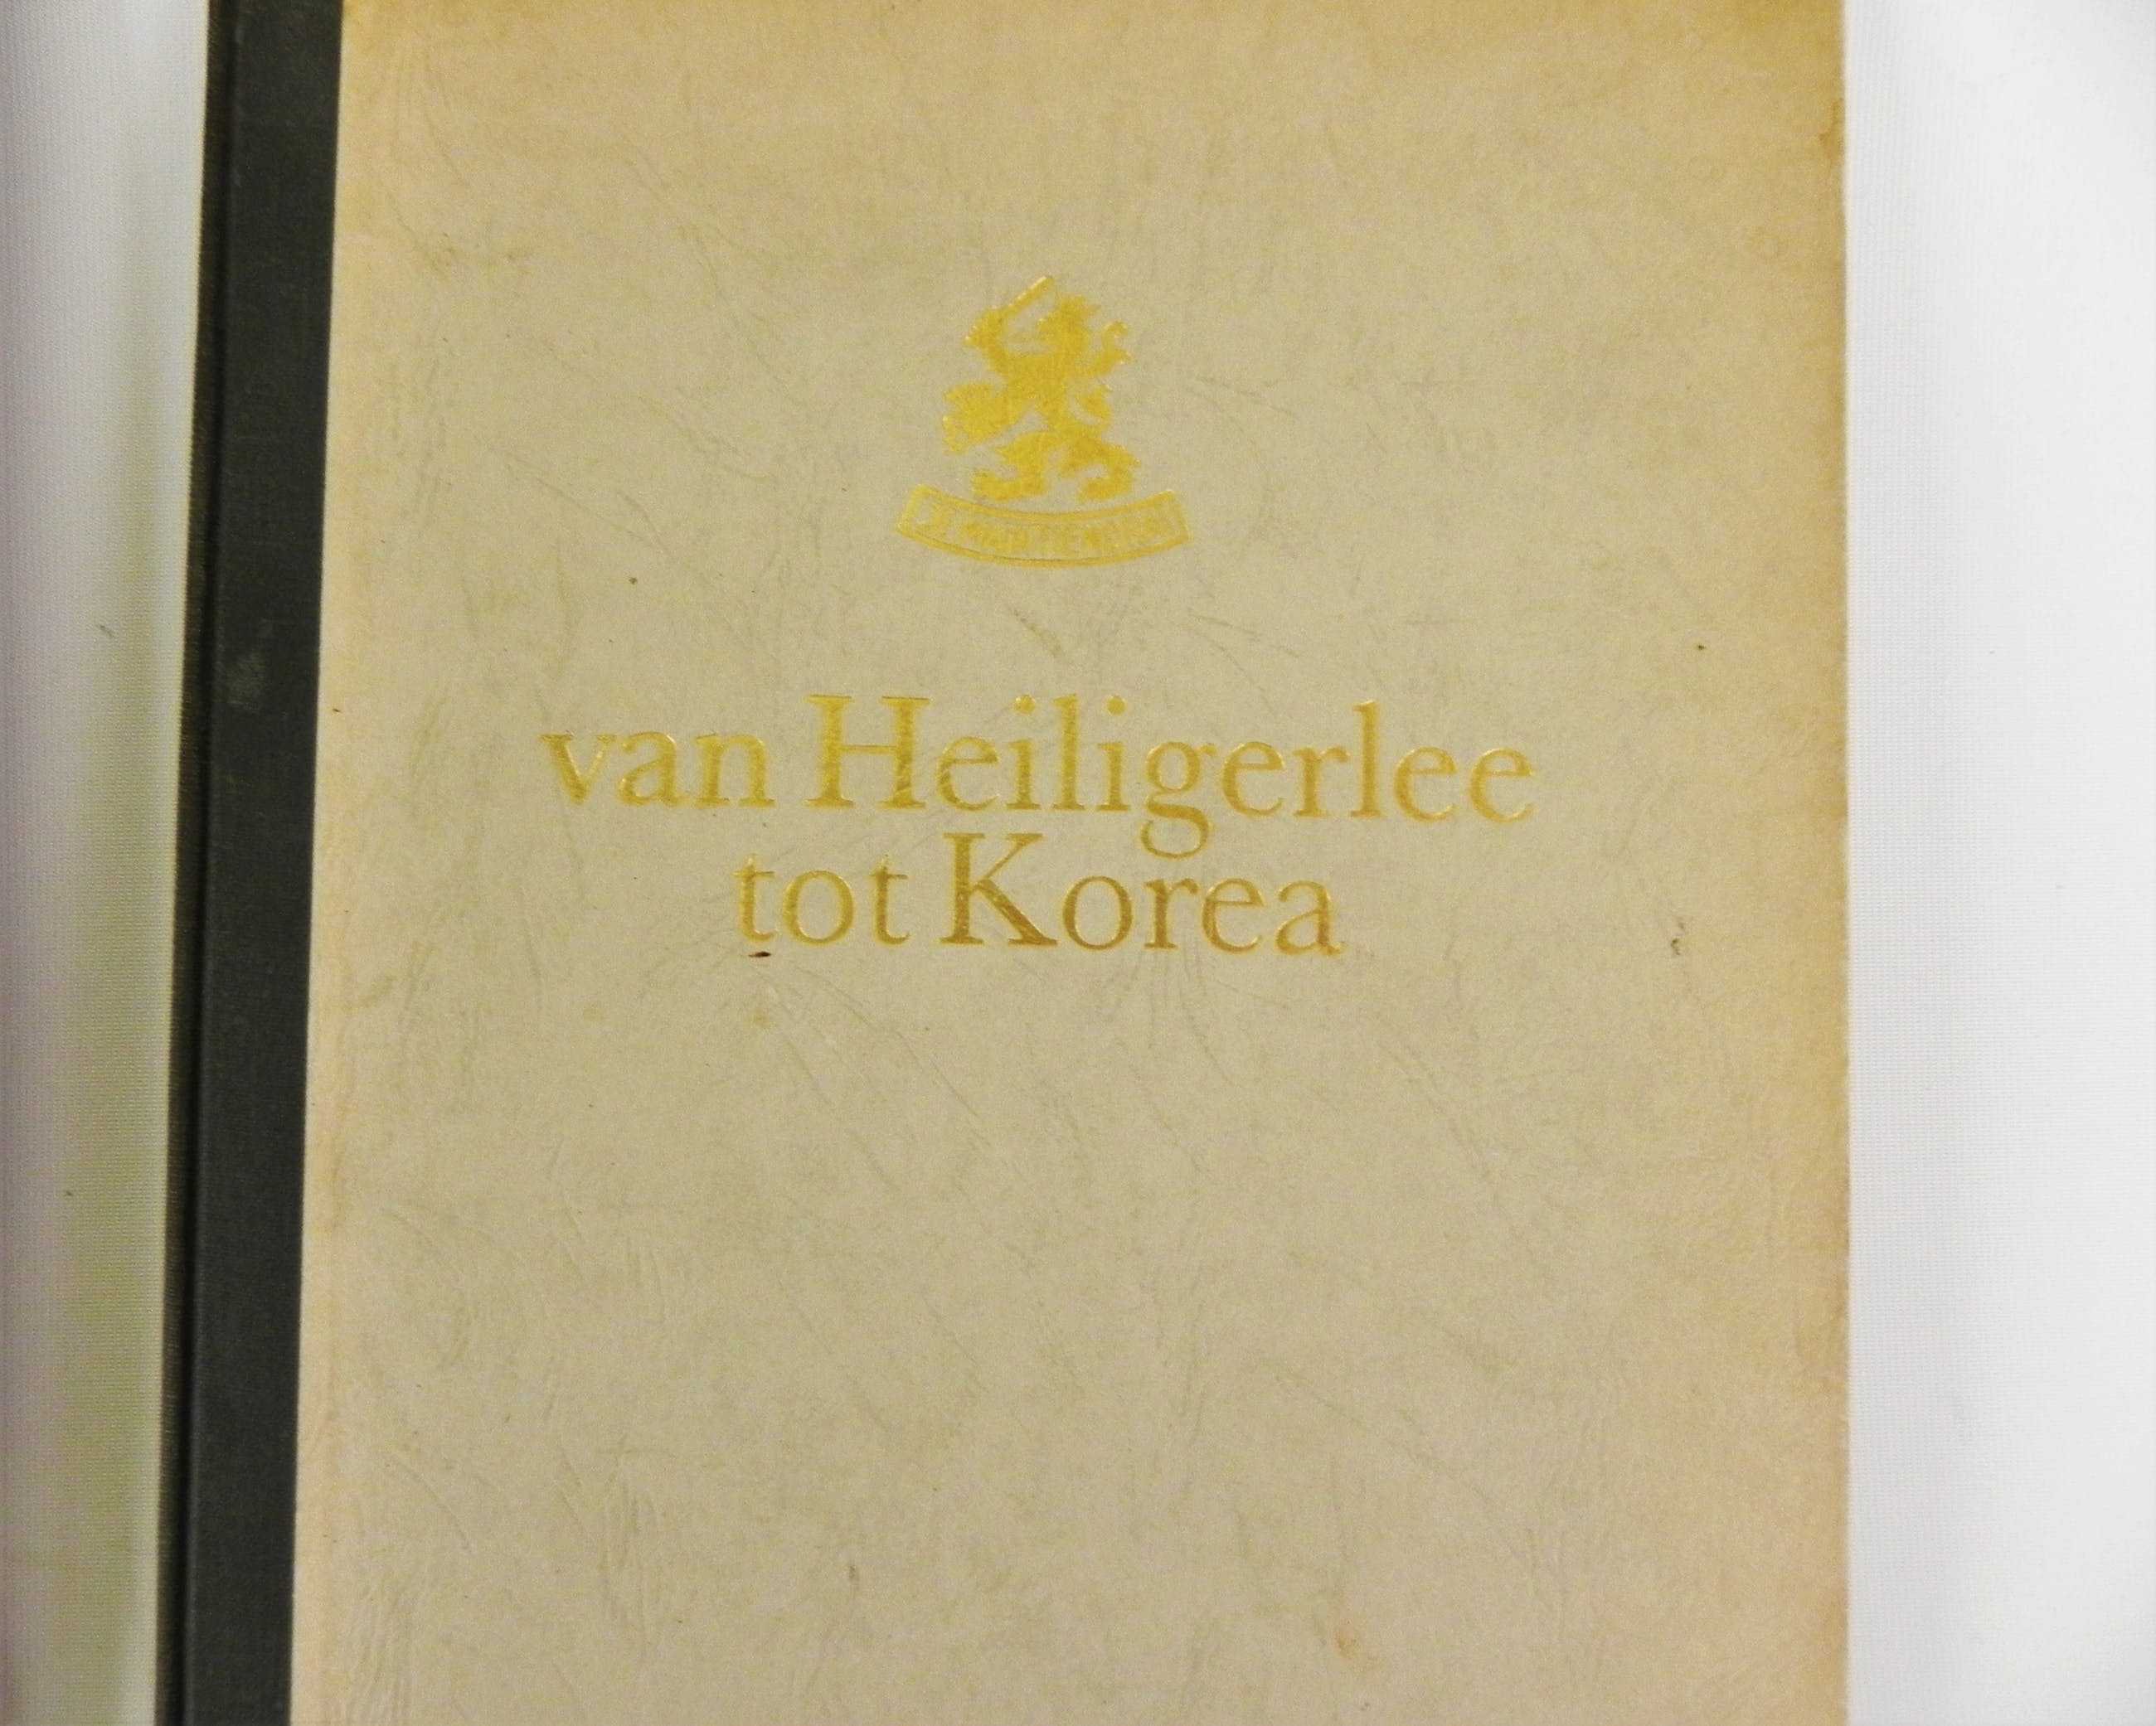 van Heiligerlee
tot Korea